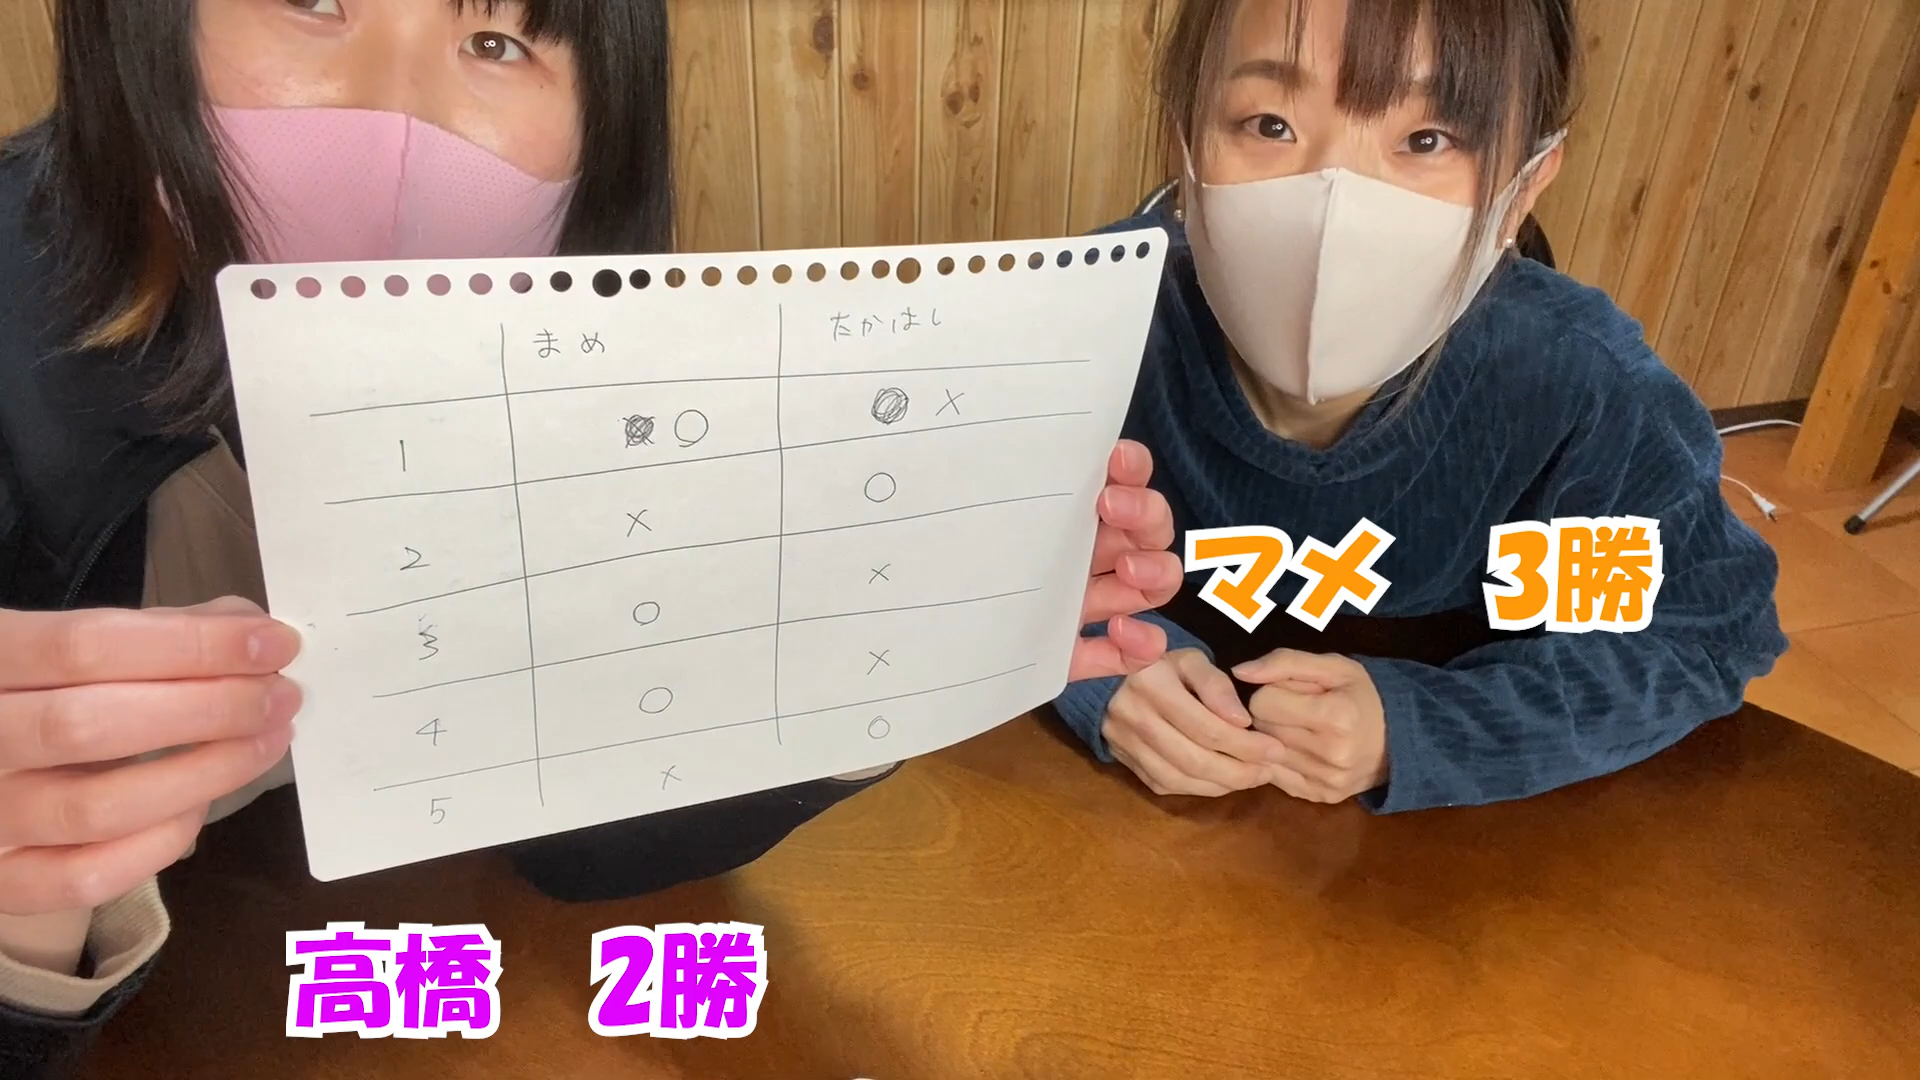 まめ たかはし
1 ○ ×
2 × ○
3 ○ ×
4 ○ ×
5 × ○
マメ 3勝
高橋 2勝